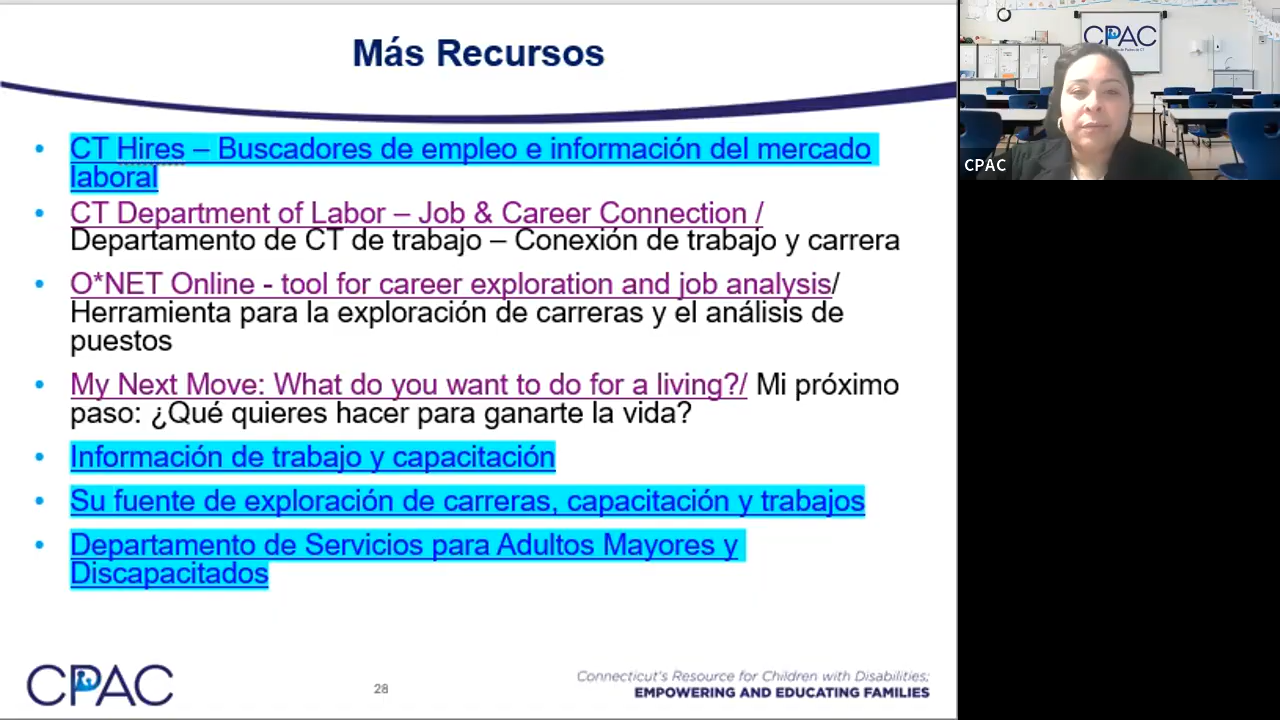 Más Recursos
• CT Hires – Buscadores de empleo e información del mercado
laboral
• CT Department of Labor – Job & Career Connection /
Departamento de CT de trabajo – Conexión de trabajo y carrera
• O*NET Online - tool for career exploration and job analysis/
Herramienta para la exploración de carreras y el análisis de
puestos
• My Next Move: What do you want to do for a living?/ Mi próximo
paso: ¿Qué quieres hacer para ganarte la vida?
• Información de trabajo y capacitación
• Su fuente de exploración de carreras, capacitación y trabajos
• Departamento de Servicios para Adultos Mayores y
Discapacitados
CPAC
28
Connecticut's Resource for Children with Disabilities;
EMPOWERING AND EDUCATING FAMILIES
CPAC
CPAC